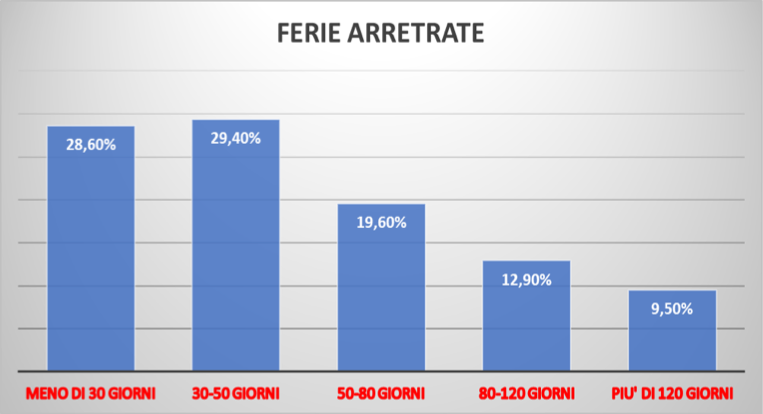 FERIE ARRETRATE
28,60%
29,40%
19,60%
12,90%
9,50%
MENO DI 30 GIORNI
30-50 GIORNI
50-80 GIORNI
80-120 GIORNI
PIU' DI 120 GIORNI